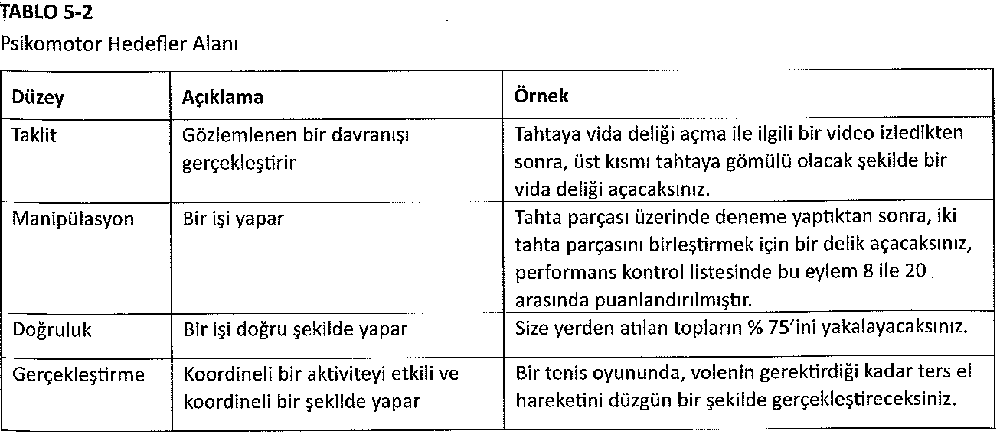 TABLO 5-2
Psikomotor Hedefler Alanı
Düzey
Açıklama
Örnek
Taklit
Gözlemlenen bir davranışı
gerçekleştirir
Tahtaya vida deliği açma ile ilgili bir video izledikten
sonra, üst kısmı tahtaya gömülü olacak şekilde bir
vida deliği açacaksınız.
Manipülasyon
Bir işi yapar
Tahta parçası üzerinde deneme yaptıktan sonra, iki
tahta parçasını birleştirmek için bir delik açacaksınız,
performans kontrol listesinde bu eylem 8 ile 20
arasında puanlandırılmıştır.
Doğruluk
Bir işi doğru şekilde yapar
Size yerden atılan topların % 75'ini yakalayacaksınız.
Gerçekleştirme
Koordineli bir aktiviteyi etkili ve
koordineli bir şekilde yapar
Bir tenis oyununda, volenin gerektirdiği kadar ters el
hareketini düzgün bir şekilde gerçekleştireceksiniz.